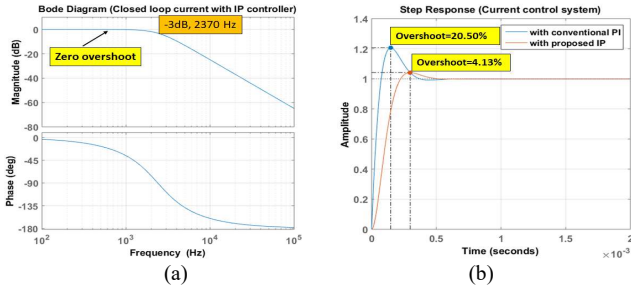 Bode Diagram (Closed loop current with IP controller)
-3dB, 2370 Hz
Zero overshoot
Magnitude (dB)
0
-20
-40
-60
-80
Phase (deg)
0
-45
-90
-135
-180
10^2
10^3
10^4
10^5
Frequency (Hz)
(a)
Step Response (Current control system)
with conventional PI
with proposed IP
Overshoot=20.50%
Overshoot=4.13%
Amplitude
1.4
1.2
1
0.8
0.6
0.4
0.2
0
0
0.5
1
1.5
2
×10^-3
Time (seconds)
(b)